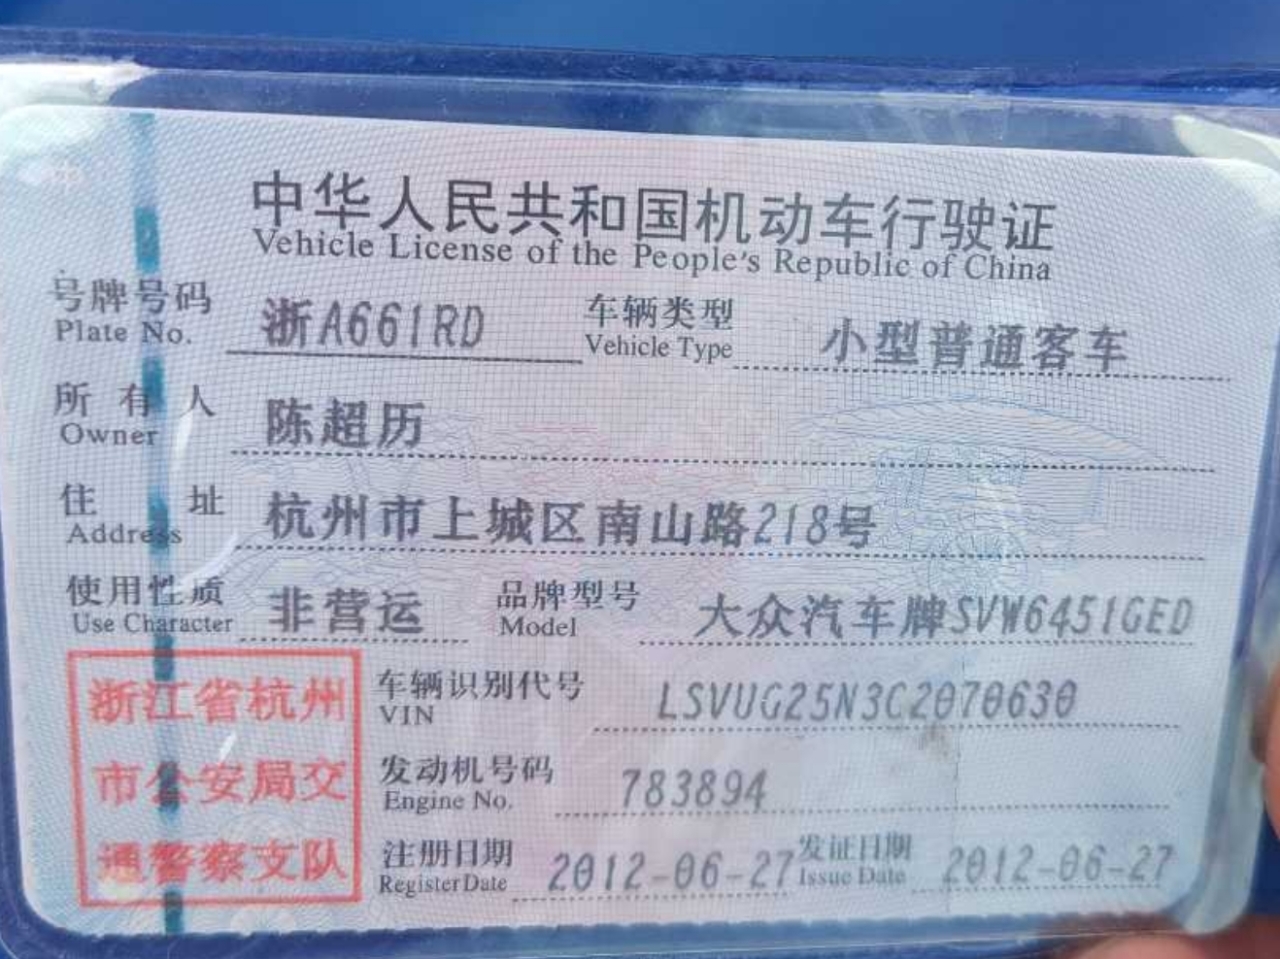 中华人民共和国机动车行驶证
Vehicle License of the People's Republic of China
号牌号码 浙A661RD 车辆类型 小型普通客车
Plate No. Vehicle Type
所有人 陈超历
Owner
住址 杭州市上城区南山路218号
Address
使用性质 非营运 品牌型号 大众汽车牌SVW6451GED
Use Character Model
浙江省杭州
市公安局交
通警察支队
车辆识别代号 LSVUG25N3C2070630
VIN
发动机号码 783894
Engine No.
注册日期 2012-06-27 发证日期 2012-06-27
Register Date Issue Date